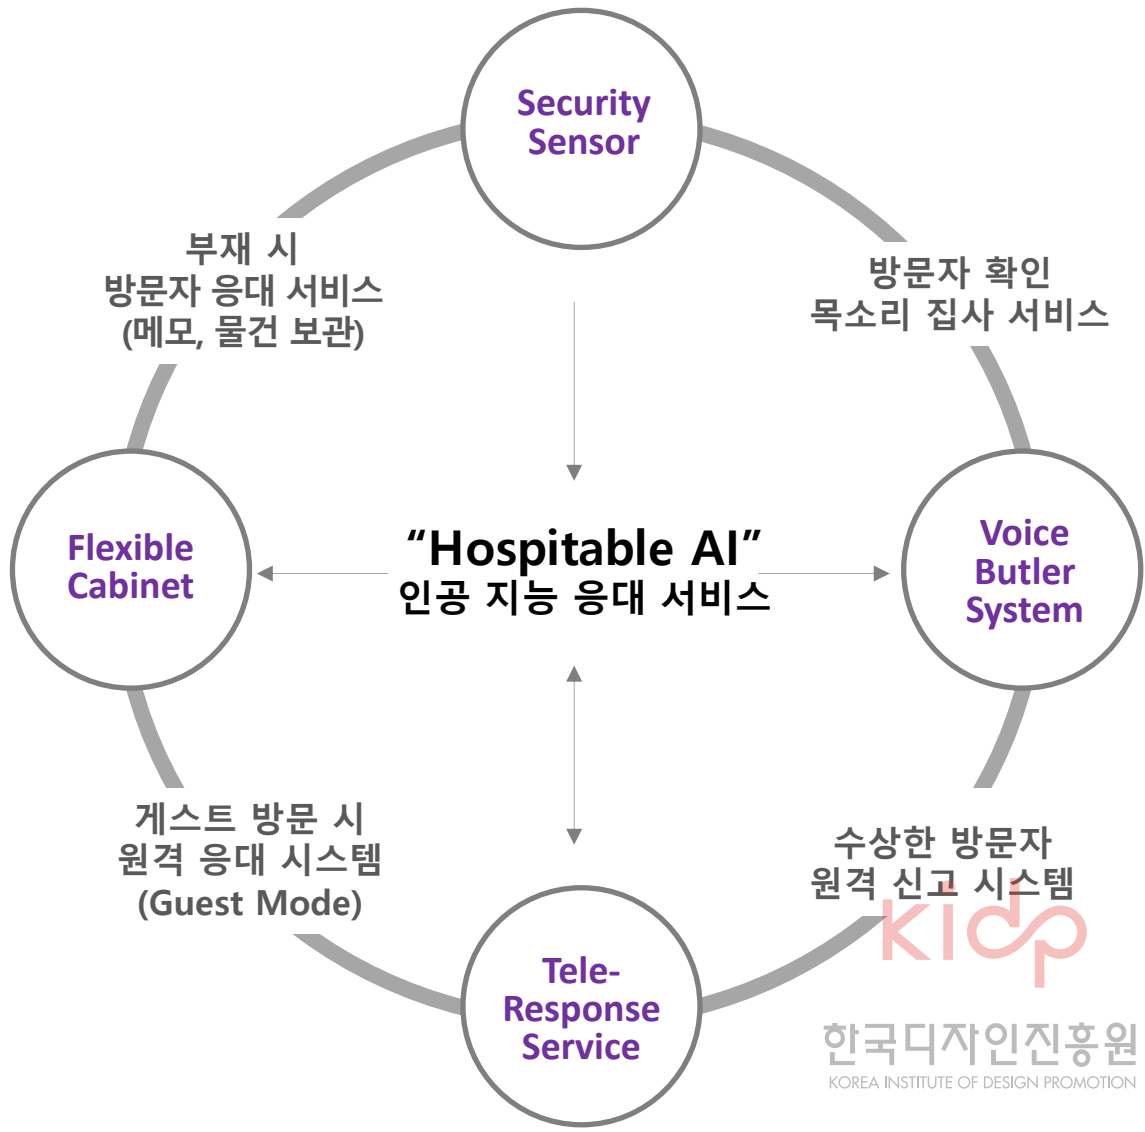 Security
Sensor
부재 시
방문자 응대 서비스
(메모, 물건 보관)
방문자 확인
목소리 집사 서비스
Flexible
Cabinet
“Hospitable AI”
인공 지능 응대 서비스
Voice
Butler
System
게스트 방문 시
원격 응대 시스템
(Guest Mode)
수상한 방문자
원격 신고 시스템
Tele-
Response
Service
kidp
한국디자인진흥원
KOREA INSTITUTE OF DESIGN PROMOTION